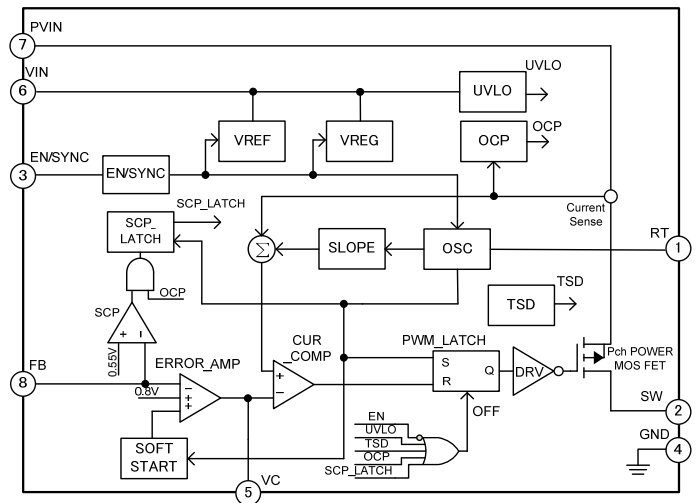 PVIN
7
VIN
6
UVLO
UVLO
VREF
VREG
OCP
OCP
EN/SYNC
3
EN/SYNC
SCP_LATCH
SCP_
LATCH
Current
Sense
Σ
SLOPE
OSC
RT
1
OCP
TSD
TSD
SCP
+ −
0.55V
CUR
_COMP
PWM_LATCH
FB
8
ERROR_AMP
0.8V
−
+
+
+
−
S
R
Q
DRV
Pch POWER
MOS FET
SW
2
OFF
EN
UVLO
TSD
OCP
SCP_LATCH
GND
4
SOFT
START
VC
5